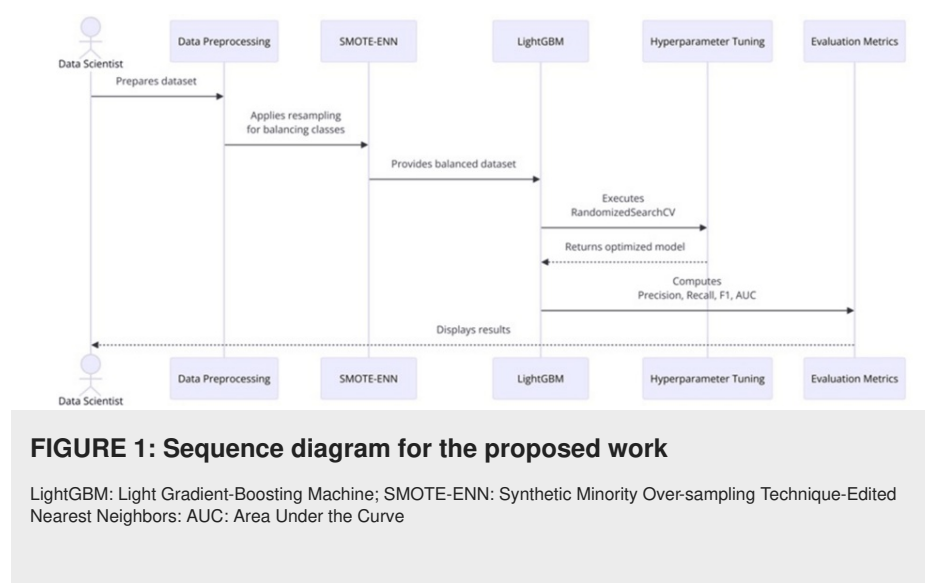 Data Scientist
Data Preprocessing
SMOTE-ENN
LightGBM
Hyperparameter Tuning
Evaluation Metrics
Prepares dataset
Applies resampling
for balancing classes
Provides balanced dataset
Executes
RandomizedSearchCV
Returns optimized model
Computes
Precision, Recall, F1, AUC
Displays results
Data Scientist
Data Preprocessing
SMOTE-ENN
LightGBM
Hyperparameter Tuning
Evaluation Metrics
FIGURE 1: Sequence diagram for the proposed work
LightGBM: Light Gradient-Boosting Machine; SMOTE-ENN: Synthetic Minority Over-sampling Technique-Edited
Nearest Neighbors: AUC: Area Under the Curve